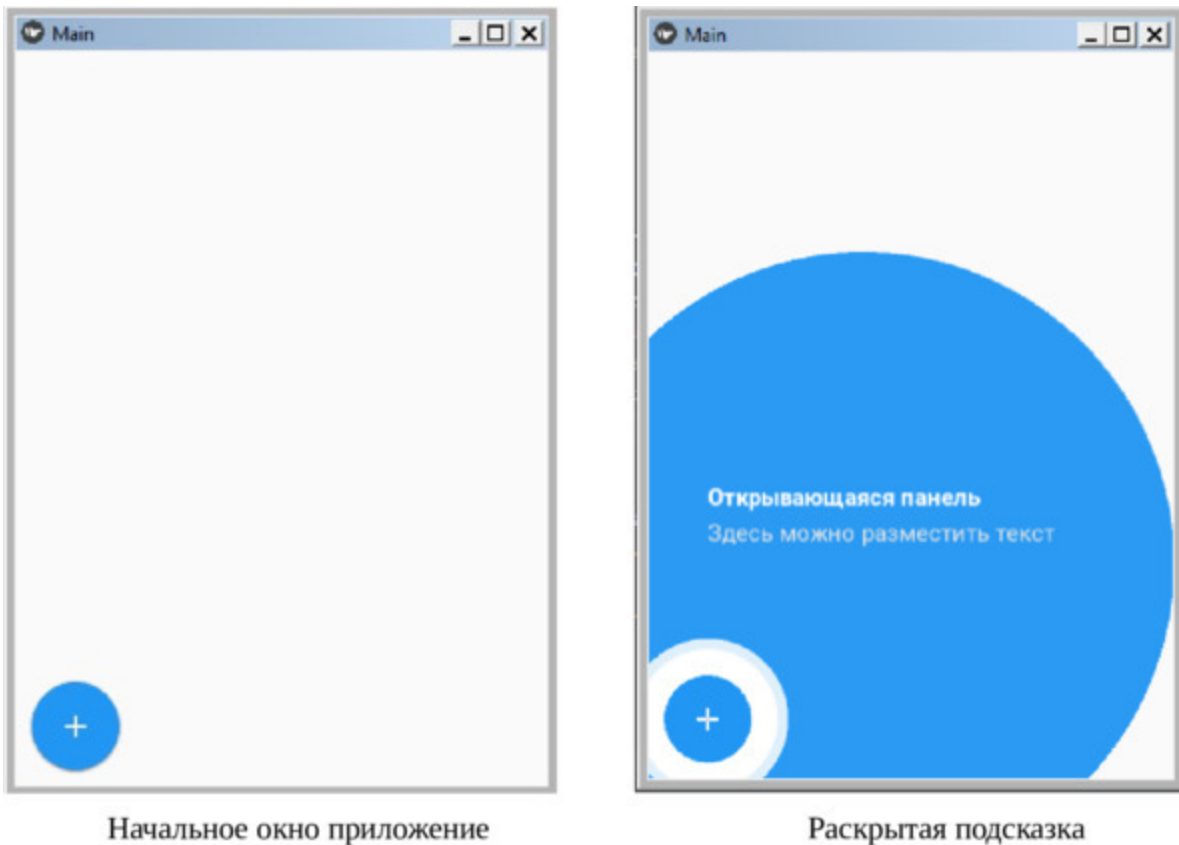 Main
Main
Открывающаяся панель
Здесь можно разместить текст
Начальное окно приложение
Раскрытая подсказка